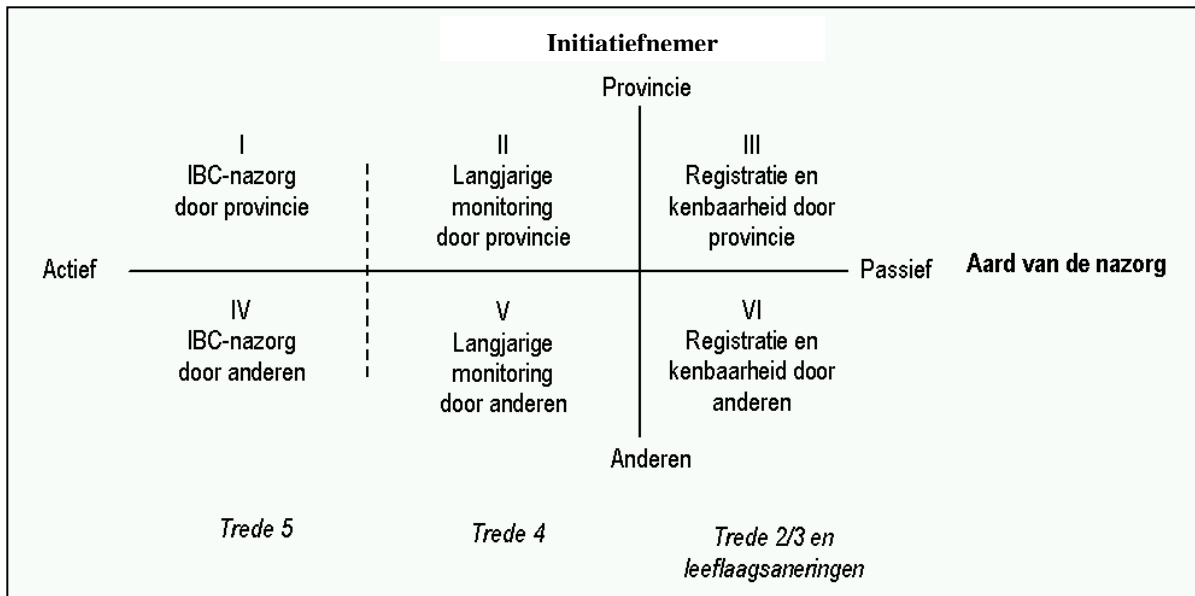 Initiatiefnemer
Provincie
I
IBC-nazorg
door provincie
II
Langjarige
monitoring
door provincie
III
Registratie en
kenbaarheid door
provincie
Actief
Passief
Aard van de nazorg
IV
IBC-nazorg
door anderen
V
Langjarige
monitoring
door anderen
VI
Registratie en
kenbaarheid door
anderen
Anderen
Trede 5
Trede 4
Trede 2/3 en
leeflaagsaneringen